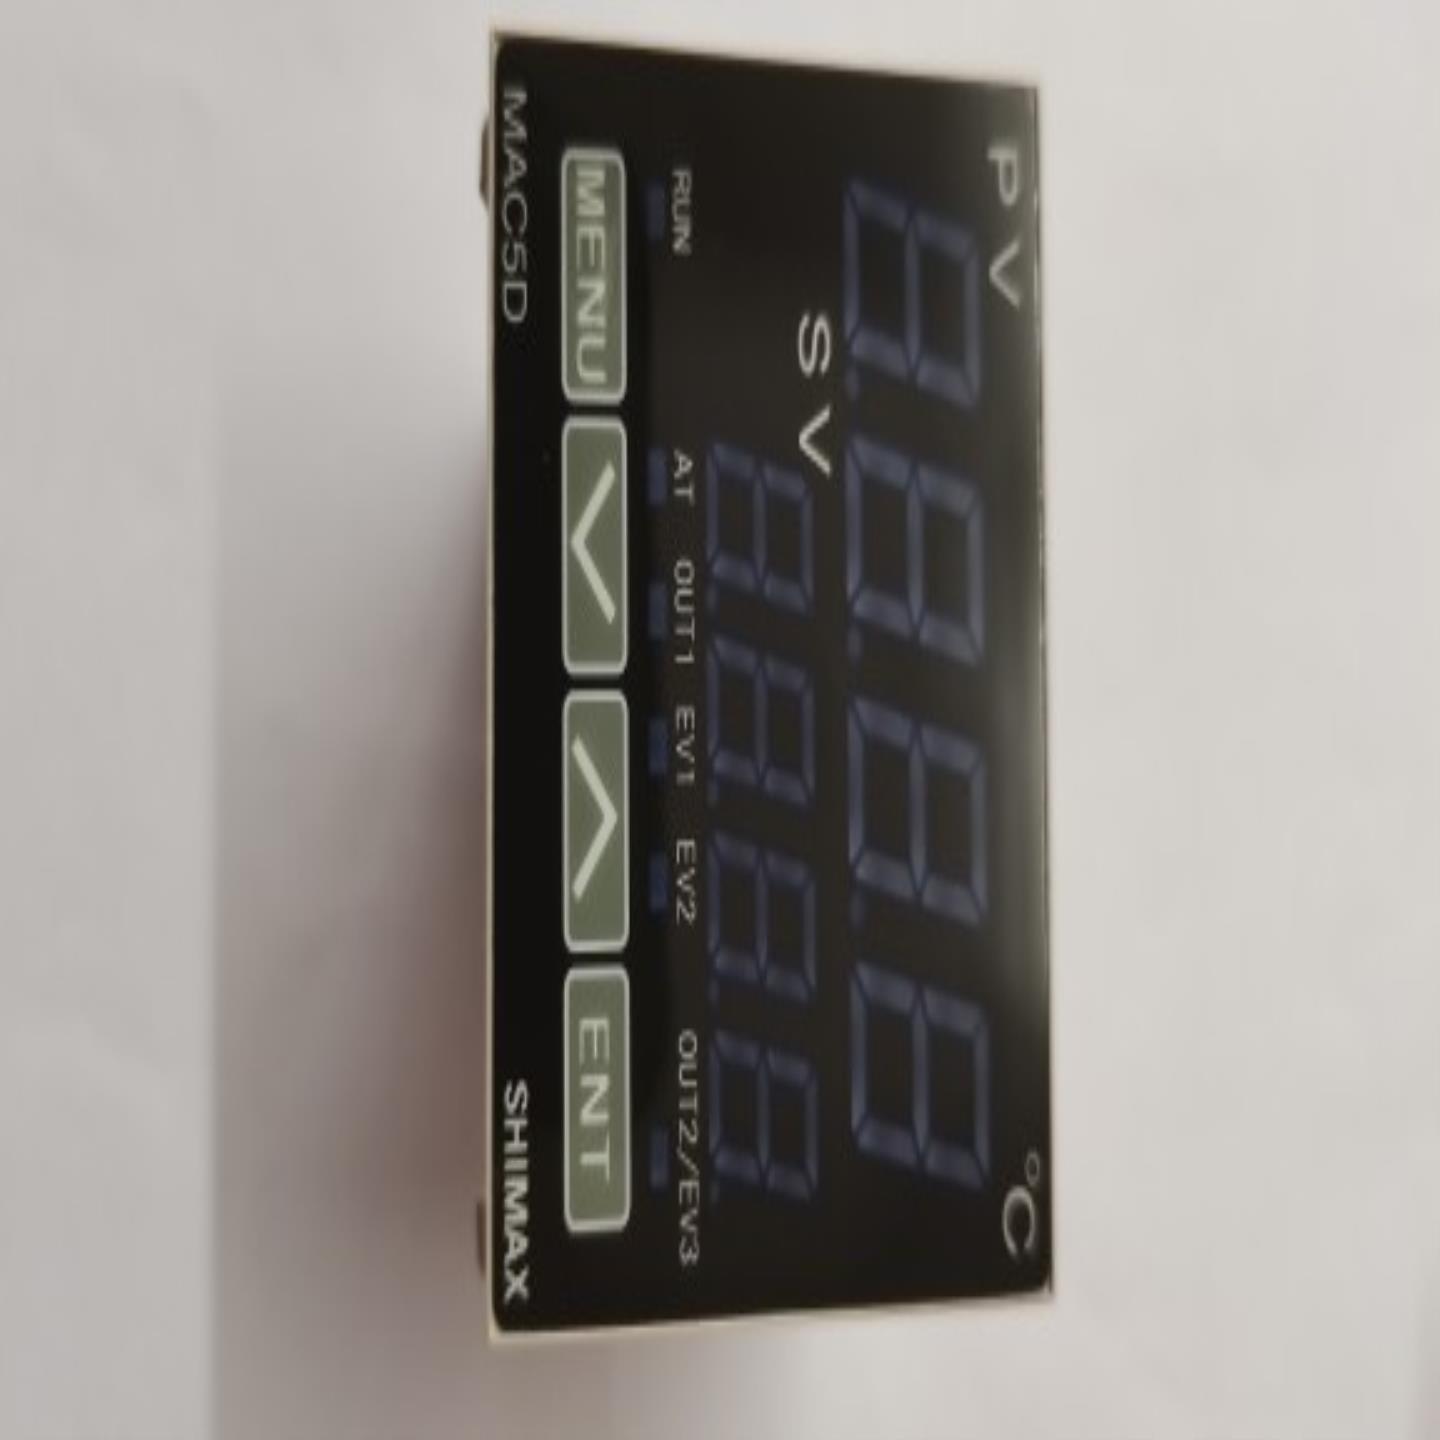 PV
°C
SV
RUN AT OUT1 EV1 EV2 OUT2/EV3
MENU ENT
MAC5D SHIMAX